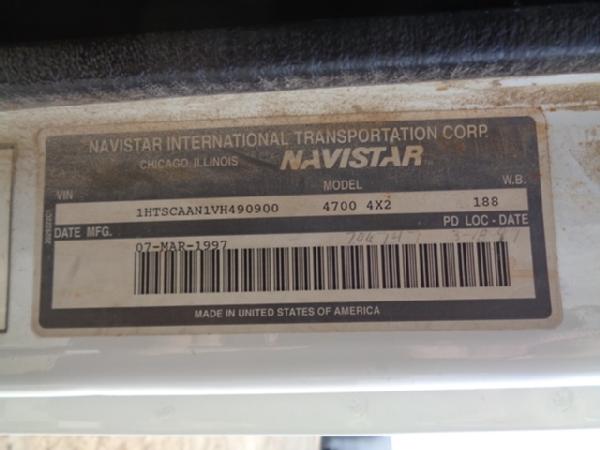 NAVISTAR INTERNATIONAL TRANSPORTATION CORP.
CHICAGO, ILLINOIS NAVISTAR
VIN MODEL W.B.
1HTSCAAN1VH490900 4700 4X2 188
DATE MFG. PD LOC - DATE
07-MAR-1997
MADE IN UNITED STATES OF AMERICA